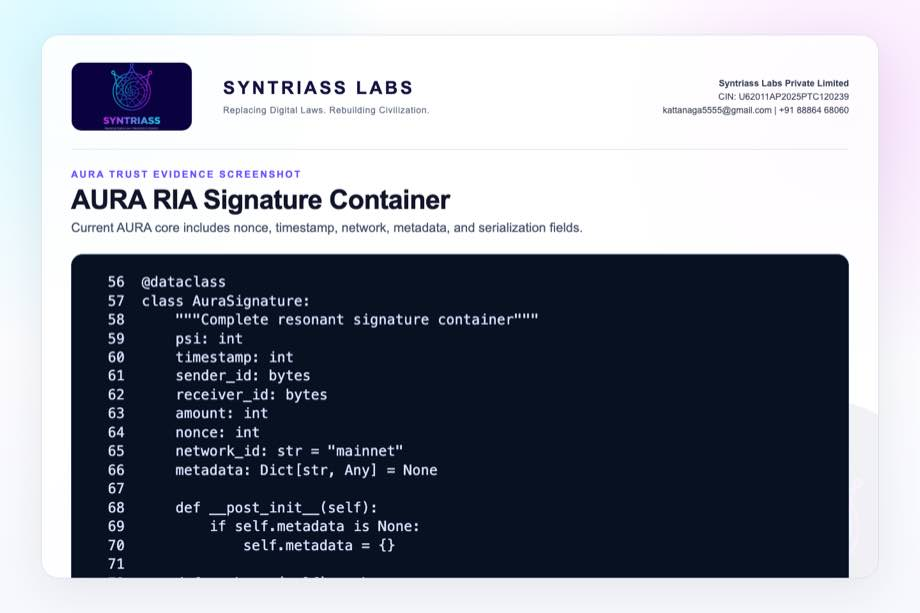 SYNTRIASS
SYNTRIASS LABS
Replacing Digital Laws. Rebuilding Civilization.
Syntriass Labs Private Limited
CIN: U62011AP2025PTC120239
kattanaga5555@gmail.com | +91 88864 68060
AURA TRUST EVIDENCE SCREENSHOT
AURA RIA Signature Container
Current AURA core includes nonce, timestamp, network, metadata, and serialization fields.
56 @dataclass
57 class AuraSignature:
58     """Complete resonant signature container"""
59     psi: int
60     timestamp: int
61     sender_id: bytes
62     receiver_id: bytes
63     amount: int
64     nonce: int
65     network_id: str = "mainnet"
66     metadata: Dict[str, Any] = None
67
68     def __post_init__(self):
69         if self.metadata is None:
70             self.metadata = {}
71